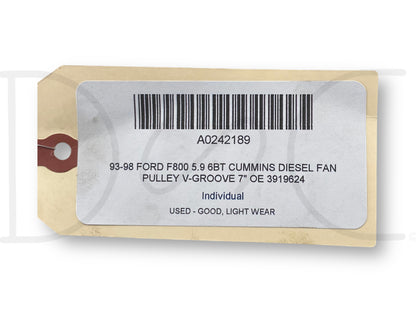 A0242189
93-98 FORD F800 5.9 6BT CUMMINS DIESEL FAN
PULLEY V-GROOVE 7" OE 3919624
Individual
USED - GOOD, LIGHT WEAR